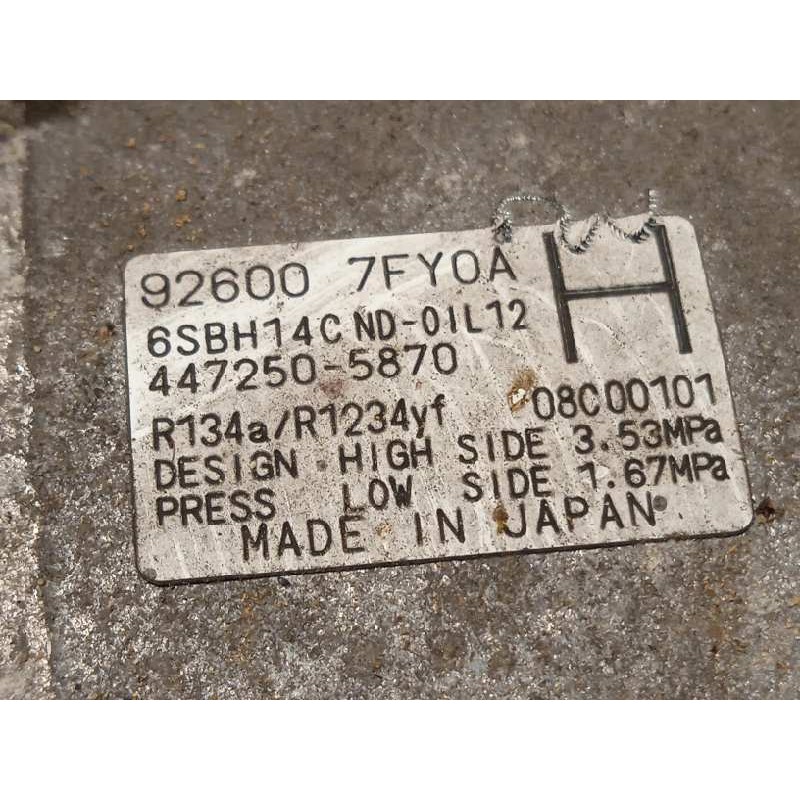 92600 7FY0A H
6SBH14C ND-OIL12
447250-5870
R134a/R1234yf 08C00101
DESIGN HIGH SIDE 3.53MPa
PRESS LOW SIDE 1.67MPa
MADE IN JAPAN